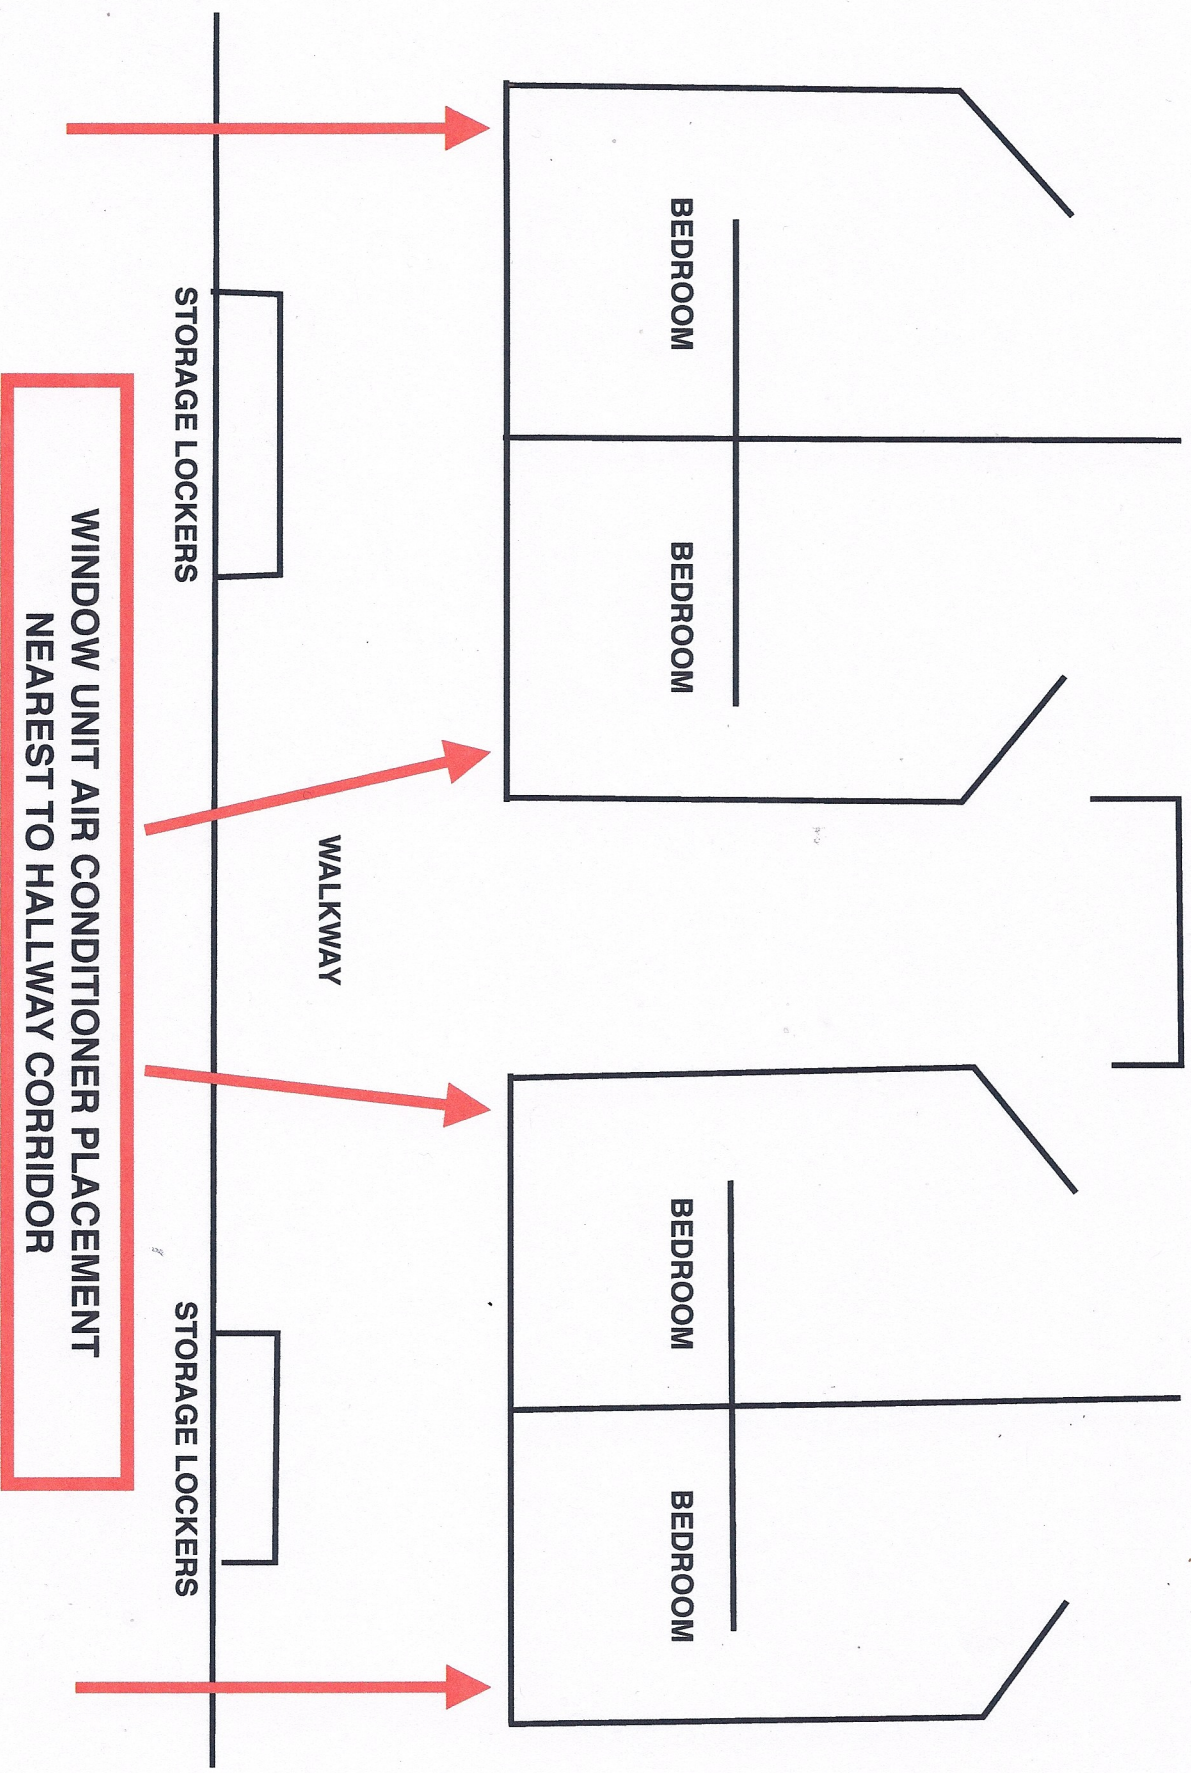 BEDROOM
BEDROOM
BEDROOM
BEDROOM
WALKWAY
STORAGE LOCKERS
STORAGE LOCKERS
WINDOW UNIT AIR CONDITIONER PLACEMENT
NEAREST TO HALLWAY CORRIDOR